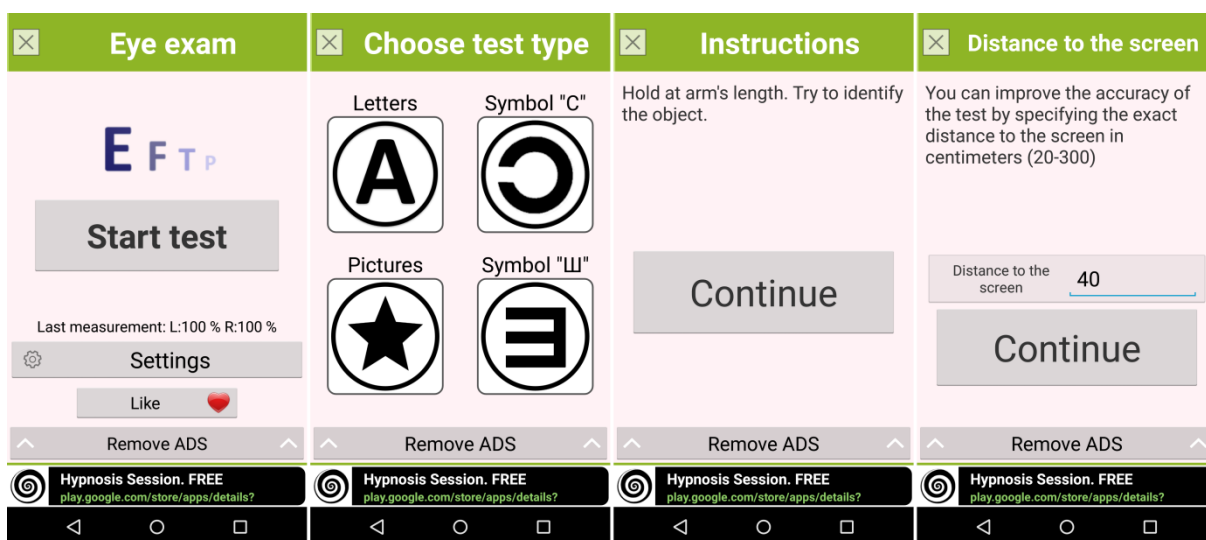 Eye exam
E F T P
Start test
Last measurement: L:100 % R:100 %
Settings
Like
Remove ADS
Hypnosis Session. FREE
play.google.com/store/apps/details?
Choose test type
Letters
Symbol "C"
A
Pictures
Symbol "Ш"
Remove ADS
Hypnosis Session. FREE
play.google.com/store/apps/details?
Instructions
Hold at arm's length. Try to identify
the object.
Continue
Remove ADS
Hypnosis Session. FREE
play.google.com/store/apps/details?
Distance to the screen
You can improve the accuracy of
the test by specifying the exact
distance to the screen in
centimeters (20-300)
Distance to the
screen
40
Continue
Remove ADS
Hypnosis Session. FREE
play.google.com/store/apps/details?